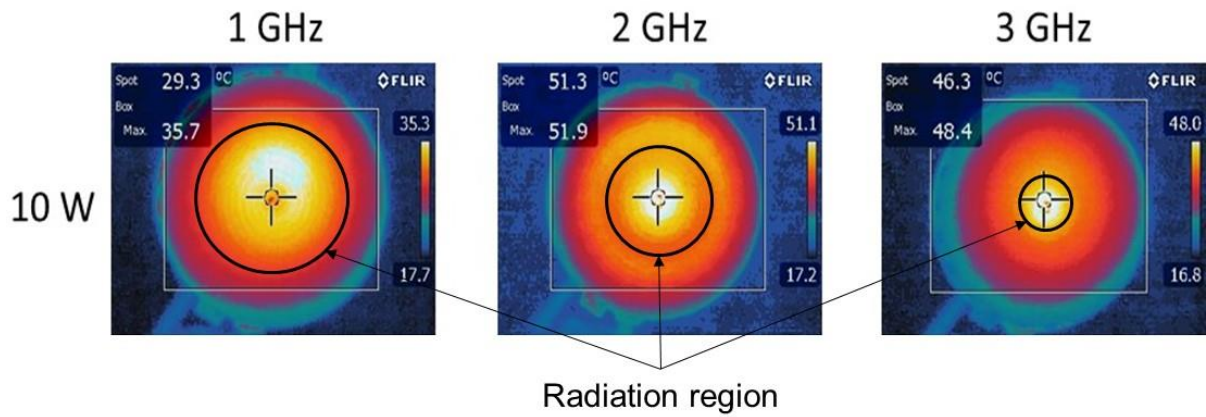 1 GHz
2 GHz
3 GHz
Spot 29.3 °C
FLIR
Box
Max. 35.7
35.3
17.7
Spot 51.3 °C
FLIR
Box
Max. 51.9
51.1
17.2
Spot 46.3 °C
FLIR
Box
Max. 48.4
48.0
16.8
10 W
Radiation region